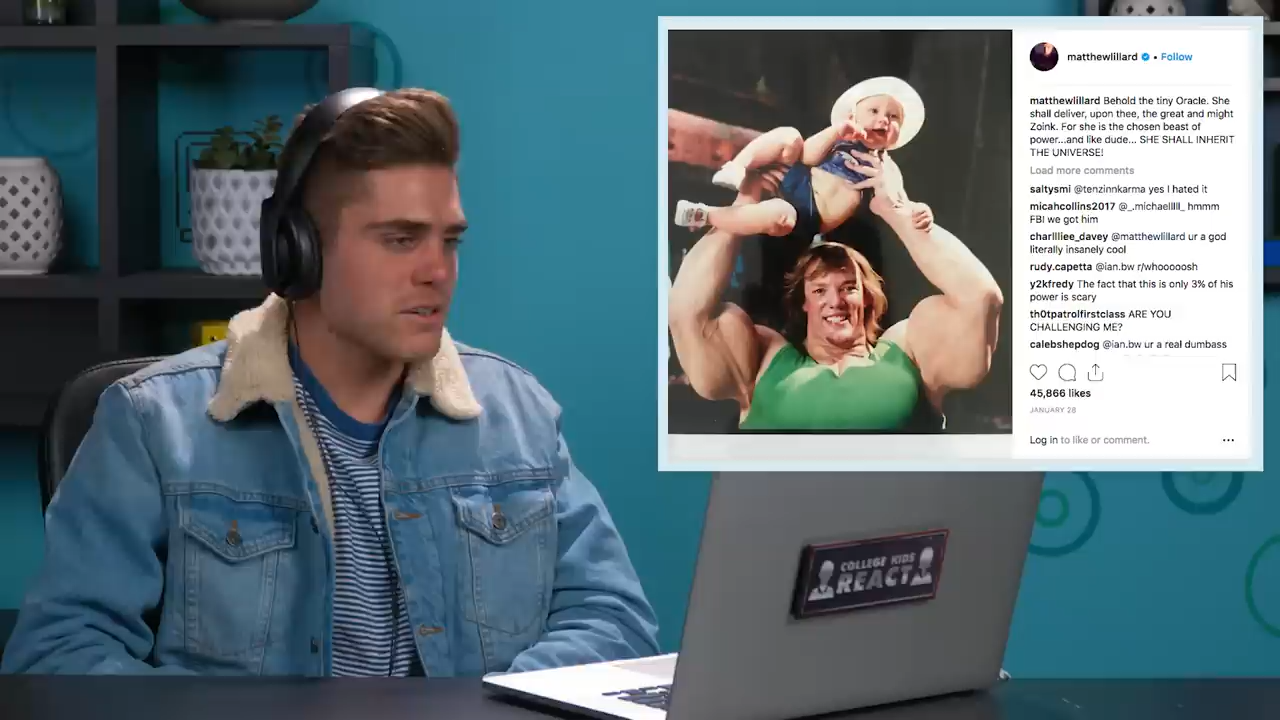 matthewlillard • Follow
matthewlillard Behold the tiny Oracle. She
shall deliver, upon thee, the great and might
Zoink. For she is the chosen beast of
power...and like dude... SHE SHALL INHERIT
THE UNIVERSE!
Load more comments
saltysmi @tenzinnkarma yes I hated it
micahcollins2017 @_.michaelllll_ hmmm
FBI we got him
charllliee_davey @matthewlillard ur a god
literally insanely cool
rudy.capetta @ian.bw r/whooooosh
y2kfredy The fact that this is only 3% of his
power is scary
th0tpatrolfirstclass ARE YOU
CHALLENGING ME?
calebshepdog @ian.bw ur a real dumbass
45,866 likes
JANUARY 28
Log in to like or comment.
COLLEGE KIDS
REACT